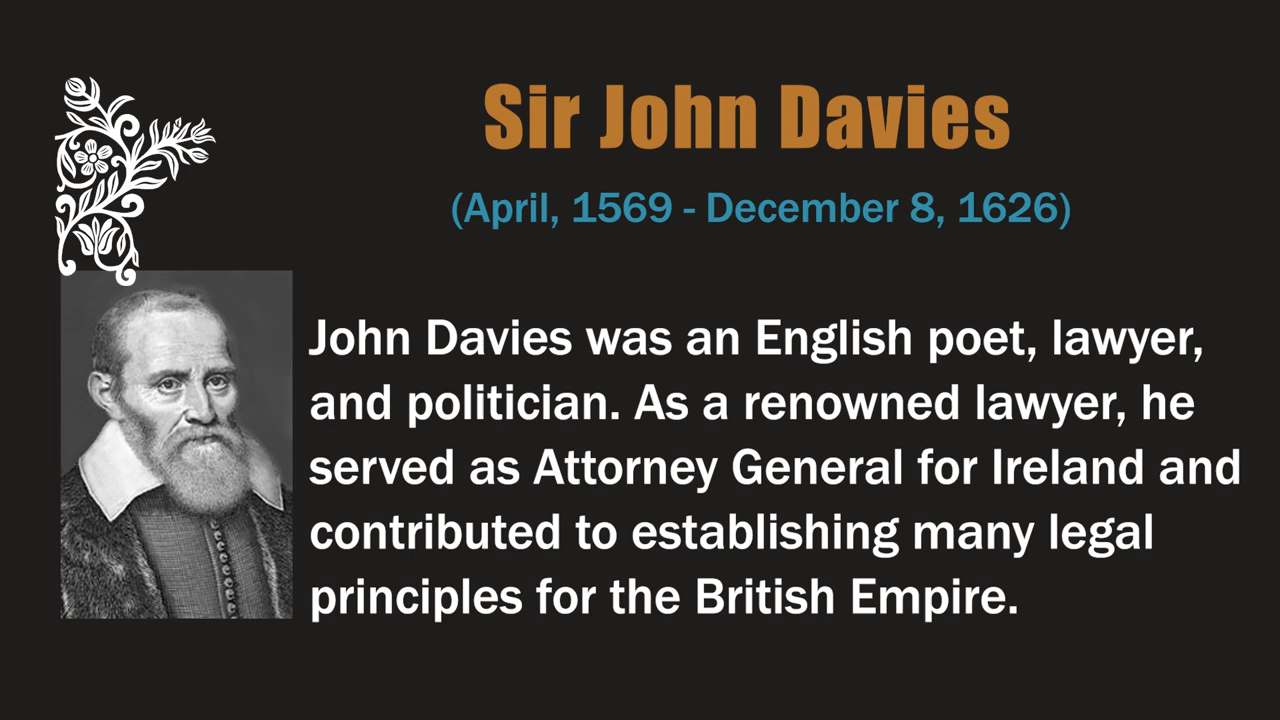 Sir John Davies
(April, 1569 - December 8, 1626)
John Davies was an English poet, lawyer,
and politician. As a renowned lawyer, he
served as Attorney General for Ireland and
contributed to establishing many legal
principles for the British Empire.